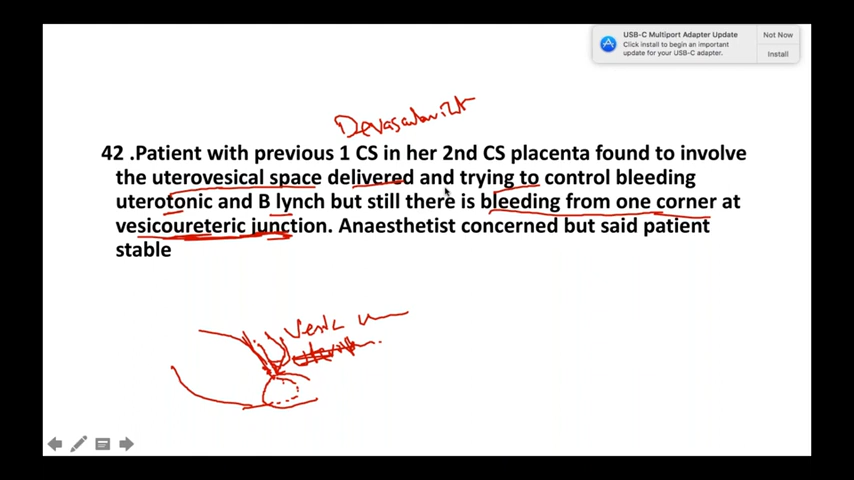 USB-C Multiport Adapter Update
Click install to begin an important
update for your USB-C adapter.
Not Now
Install
42 .Patient with previous 1 CS in her 2nd CS placenta found to involve
the uterovesical space delivered and trying to control bleeding
uterotonic and B lynch but still there is bleeding from one corner at
vesicoureteric junction. Anaesthetist concerned but said patient
stable